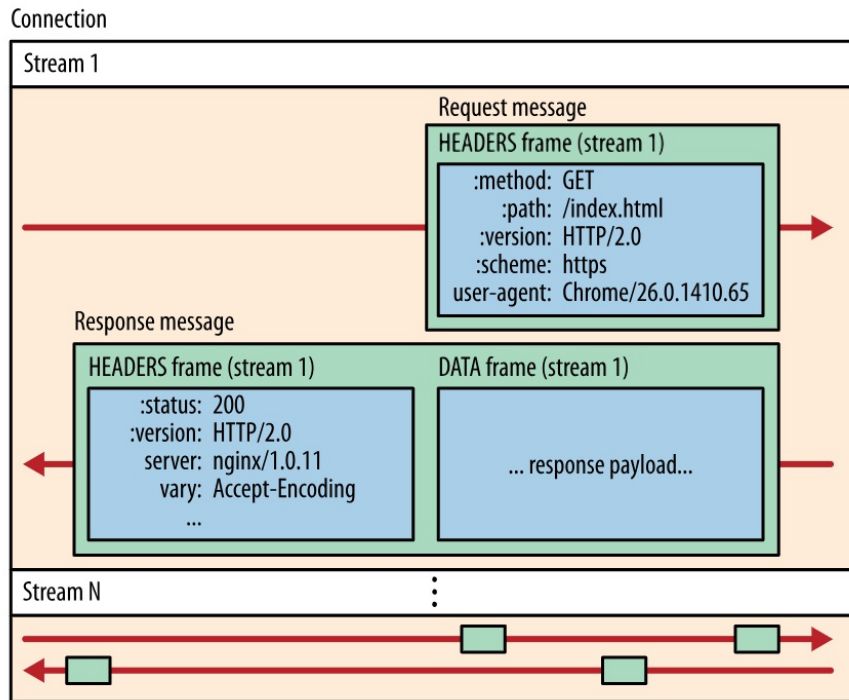 Connection
Stream 1
Request message
HEADERS frame (stream 1)
:method: GET
:path: /index.html
:version: HTTP/2.0
:scheme: https
user-agent: Chrome/26.0.1410.65
Response message
HEADERS frame (stream 1)
:status: 200
:version: HTTP/2.0
server: nginx/1.0.11
vary: Accept-Encoding
...
DATA frame (stream 1)
... response payload...
Stream N